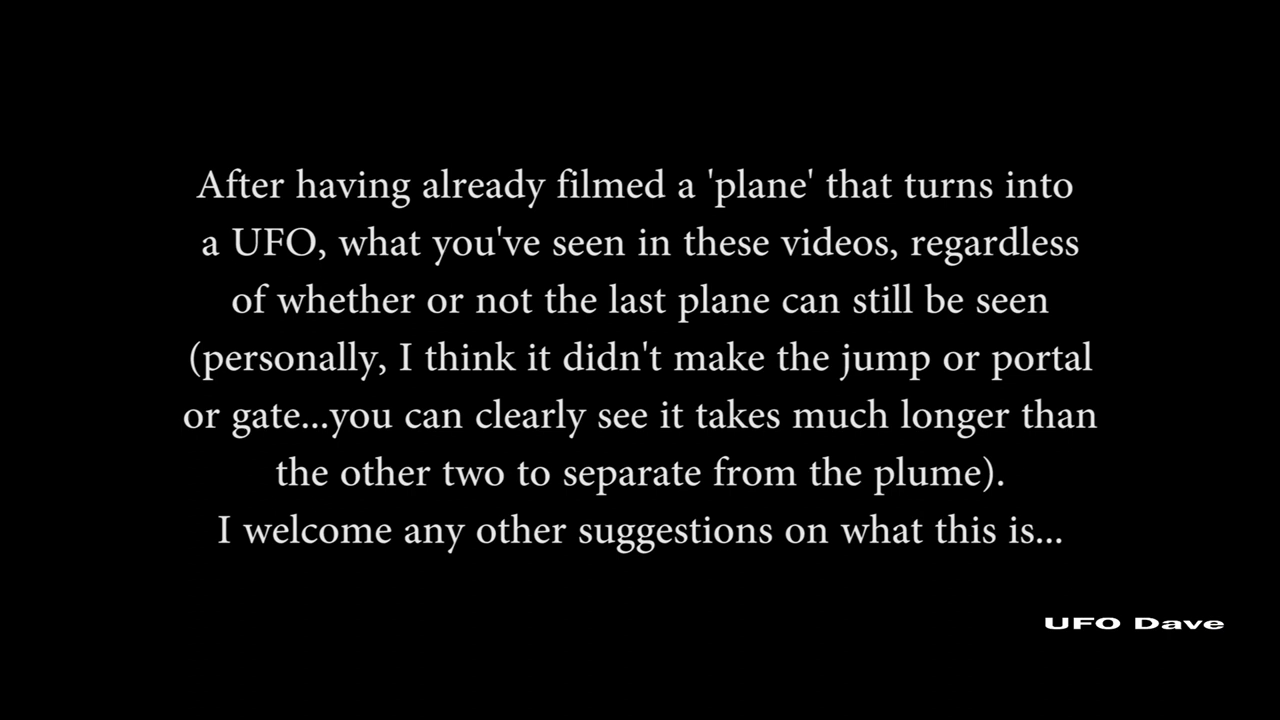 After having already filmed a 'plane' that turns into
a UFO, what you've seen in these videos, regardless
of whether or not the last plane can still be seen
(personally, I think it didn't make the jump or portal
or gate...you can clearly see it takes much longer than
the other two to separate from the plume).
I welcome any other suggestions on what this is...
UFO Dave